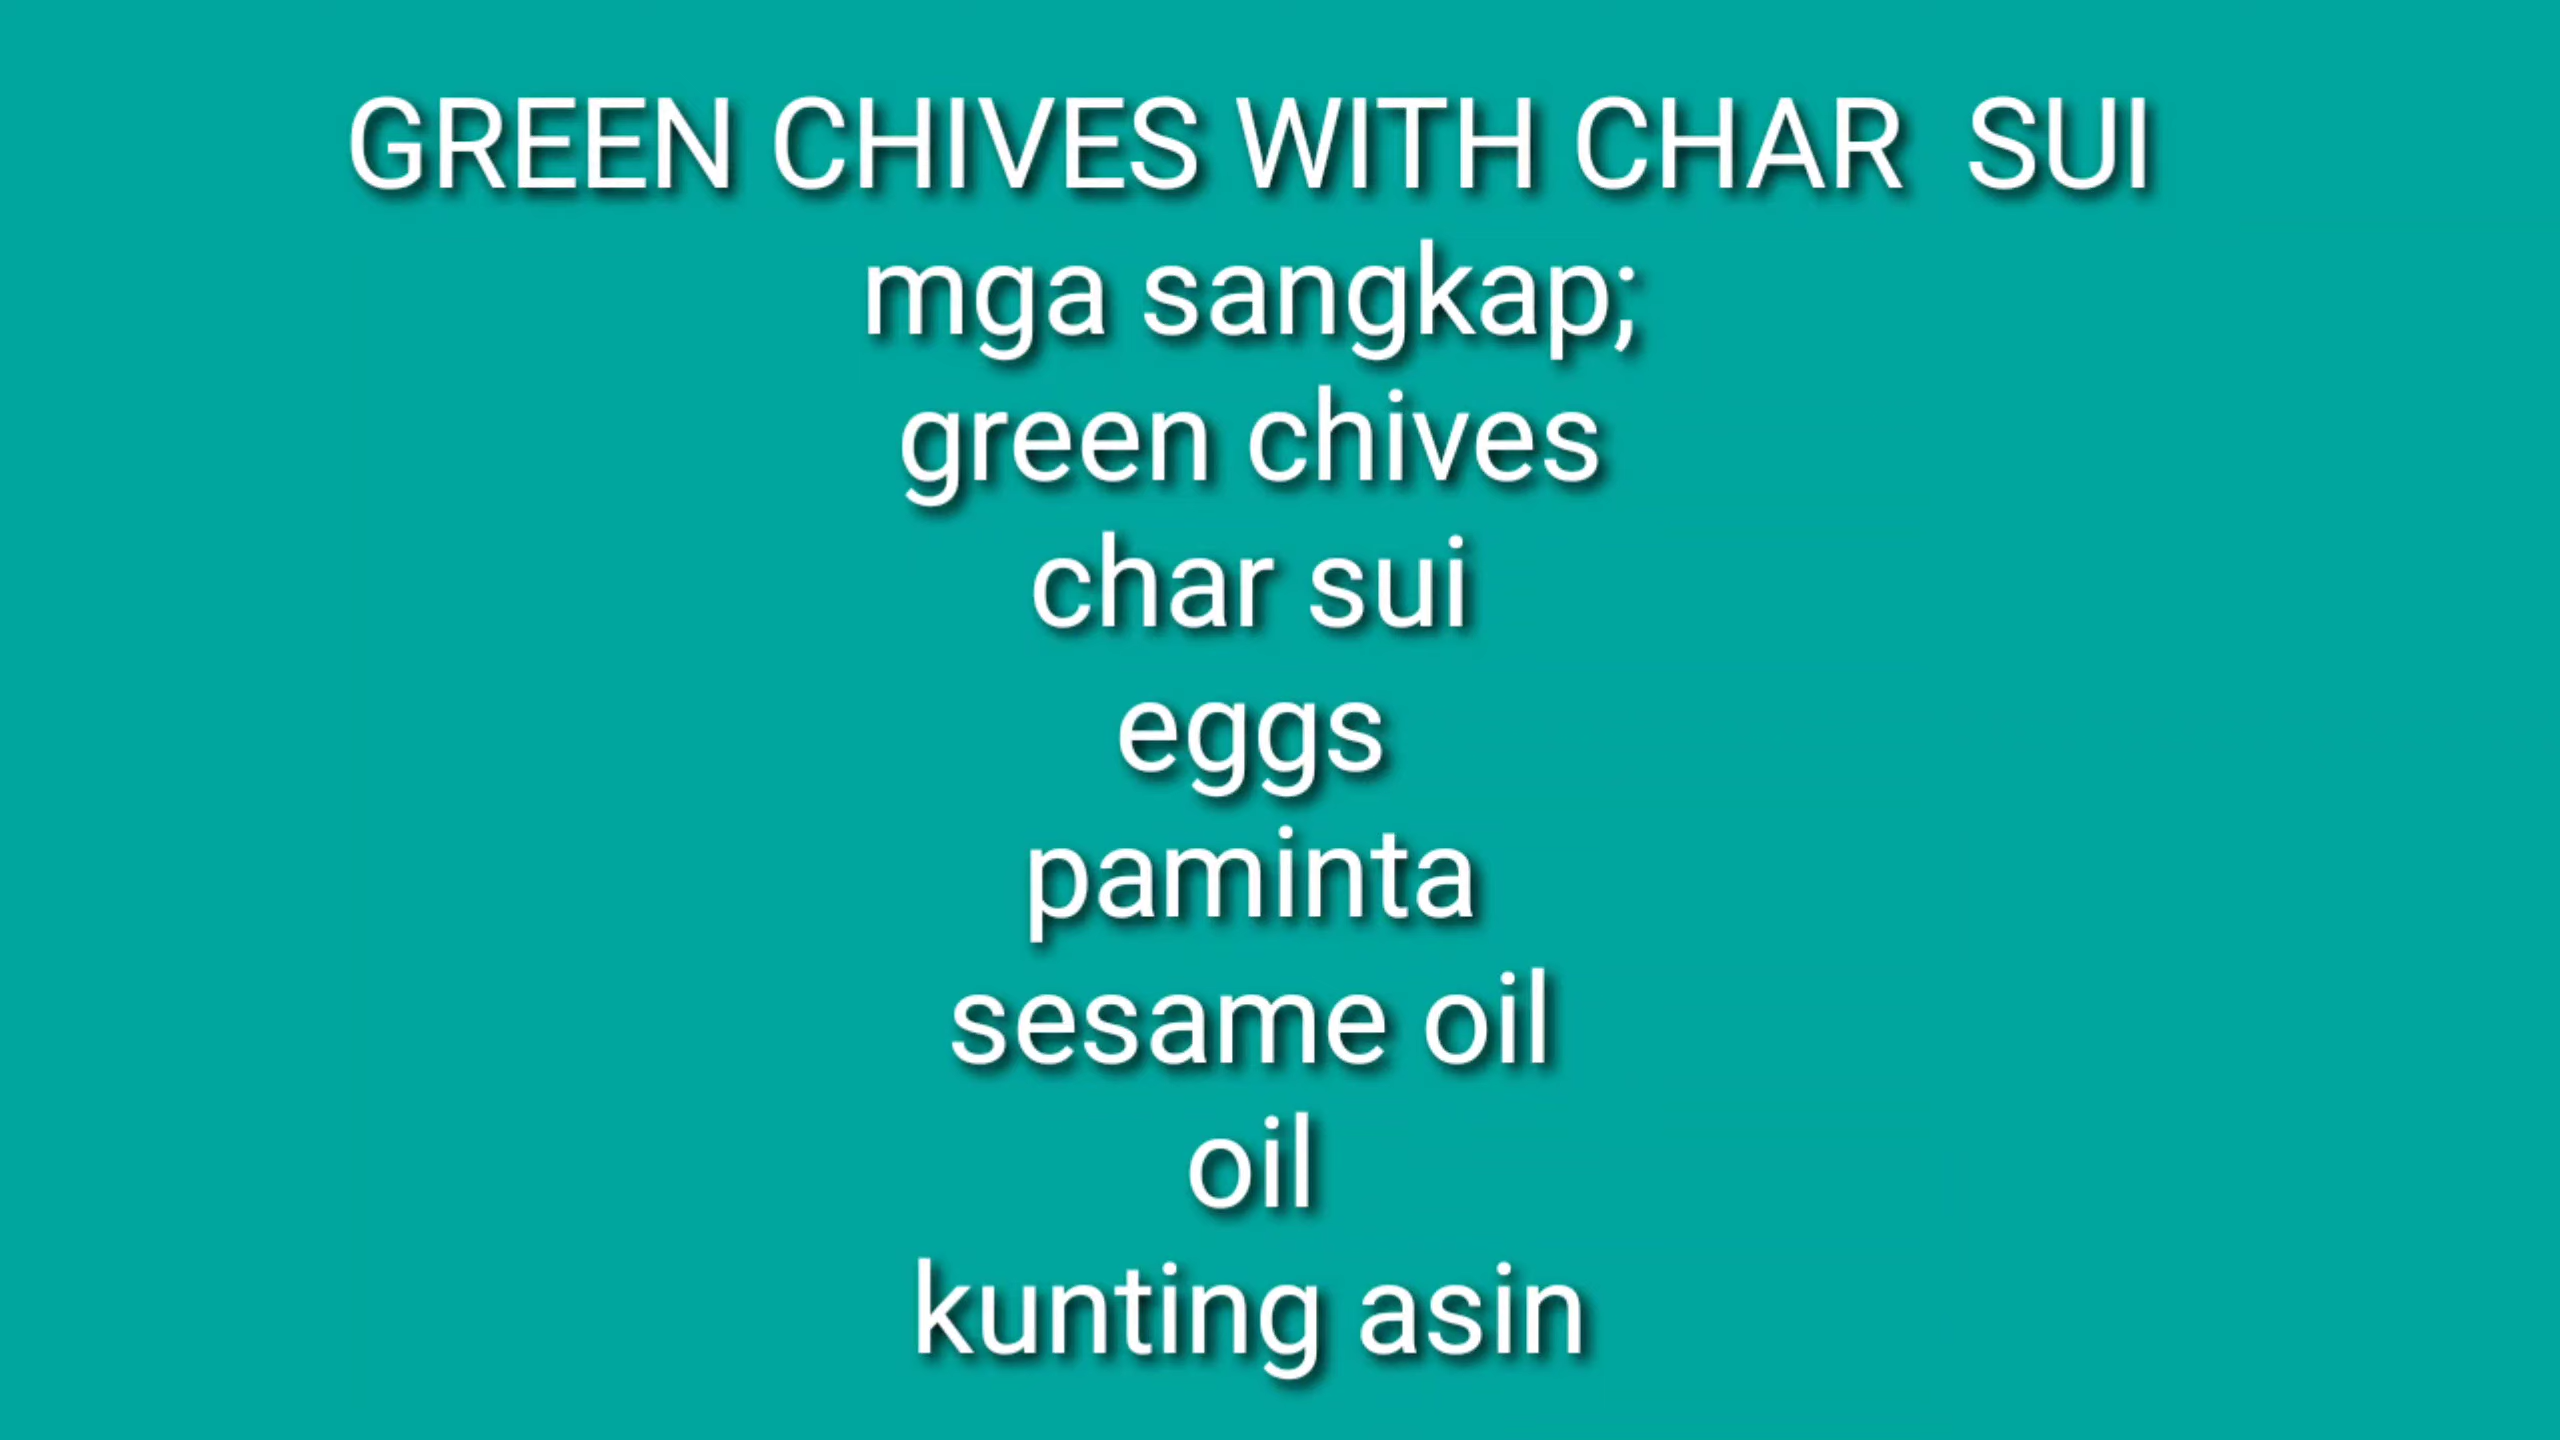 GREEN CHIVES WITH CHAR  SUI
mga sangkap;
green chives
char sui
eggs
paminta
sesame oil
oil
kunting asin